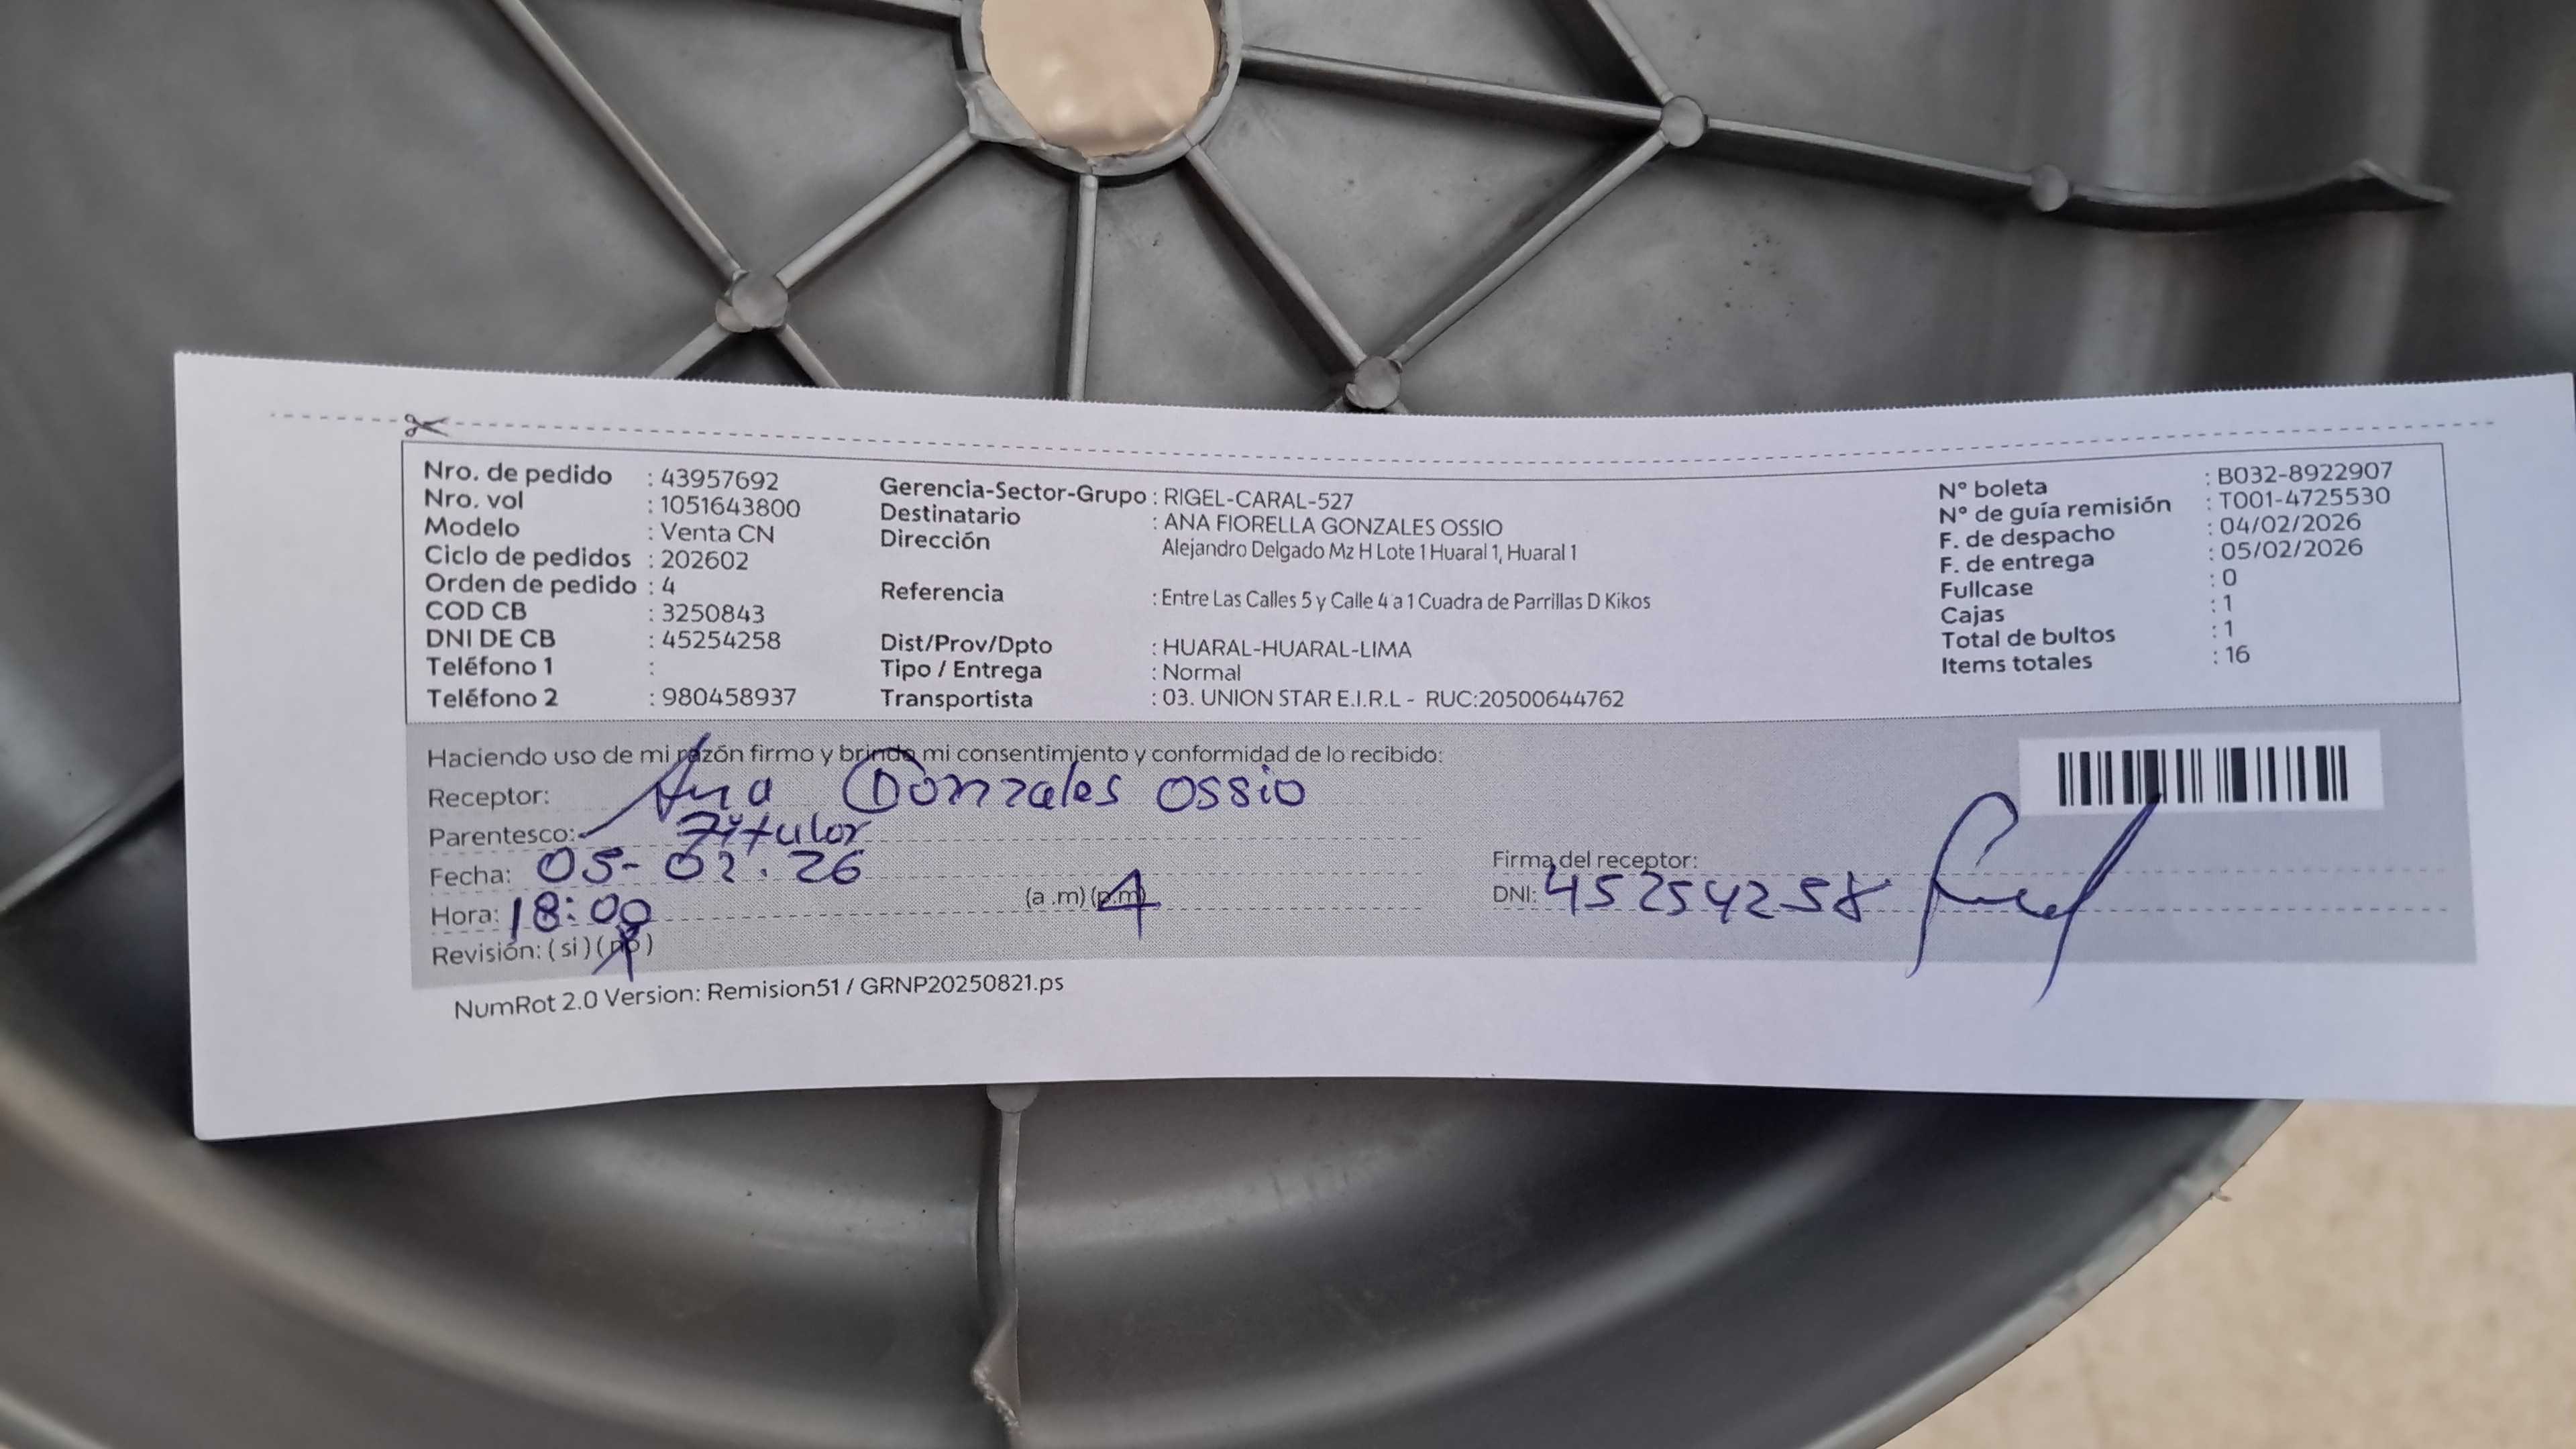 Nro. de pedido : 43957692
Nro. vol : 1051643800
Modelo : Venta CN
Ciclo de pedidos : 202602
Orden de pedido : 4
COD CB : 3250843
DNI DE CB : 45254258
Teléfono 1 :
Teléfono 2 : 980458937
Gerencia-Sector-Grupo : RIGEL-CARAL-527
Destinatario : ANA FIORELLA GONZALES OSSIO
Dirección Alejandro Delgado Mz H Lote 1 Huaral 1, Huaral 1
Referencia : Entre Las Calles 5 y Calle 4 a 1 Cuadra de Parrillas D Kikos
Dist/Prov/Dpto : HUARAL-HUARAL-LIMA
Tipo / Entrega : Normal
Transportista : 03. UNION STAR E.I.R.L - RUC:20500644762
N° boleta : B032-8922907
N° de guía remisión : T001-4725530
F. de despacho : 04/02/2026
F. de entrega : 05/02/2026
Fullcase : 0
Cajas : 1
Total de bultos : 1
Items totales : 16
Haciendo uso de mi razón firmo y brindo mi consentimiento y conformidad de lo recibido:
Receptor: Ana Gonzales Ossio
Parentesco: Titular
Fecha: 05-02.26
Hora: 18:00 (a .m) (p.m)
Revisión: ( si ) ( no )
Firma del receptor:
DNI: 45254258
NumRot 2.0 Version: Remision51 / GRNP20250821.ps